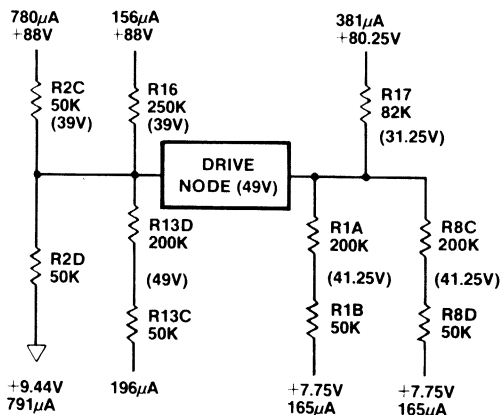 780μA
+88V
156μA
+88V
381μA
+80.25V
R2C
50K
(39V)
R16
250K
(39V)
R17
82K
(31.25V)
DRIVE
NODE (49V)
R2D
50K
R13D
200K
(49V)
R13C
50K
R1A
200K
(41.25V)
R1B
50K
R8C
200K
(41.25V)
R8D
50K
+9.44V
791μA
196μA
+7.75V
165μA
+7.75V
165μA